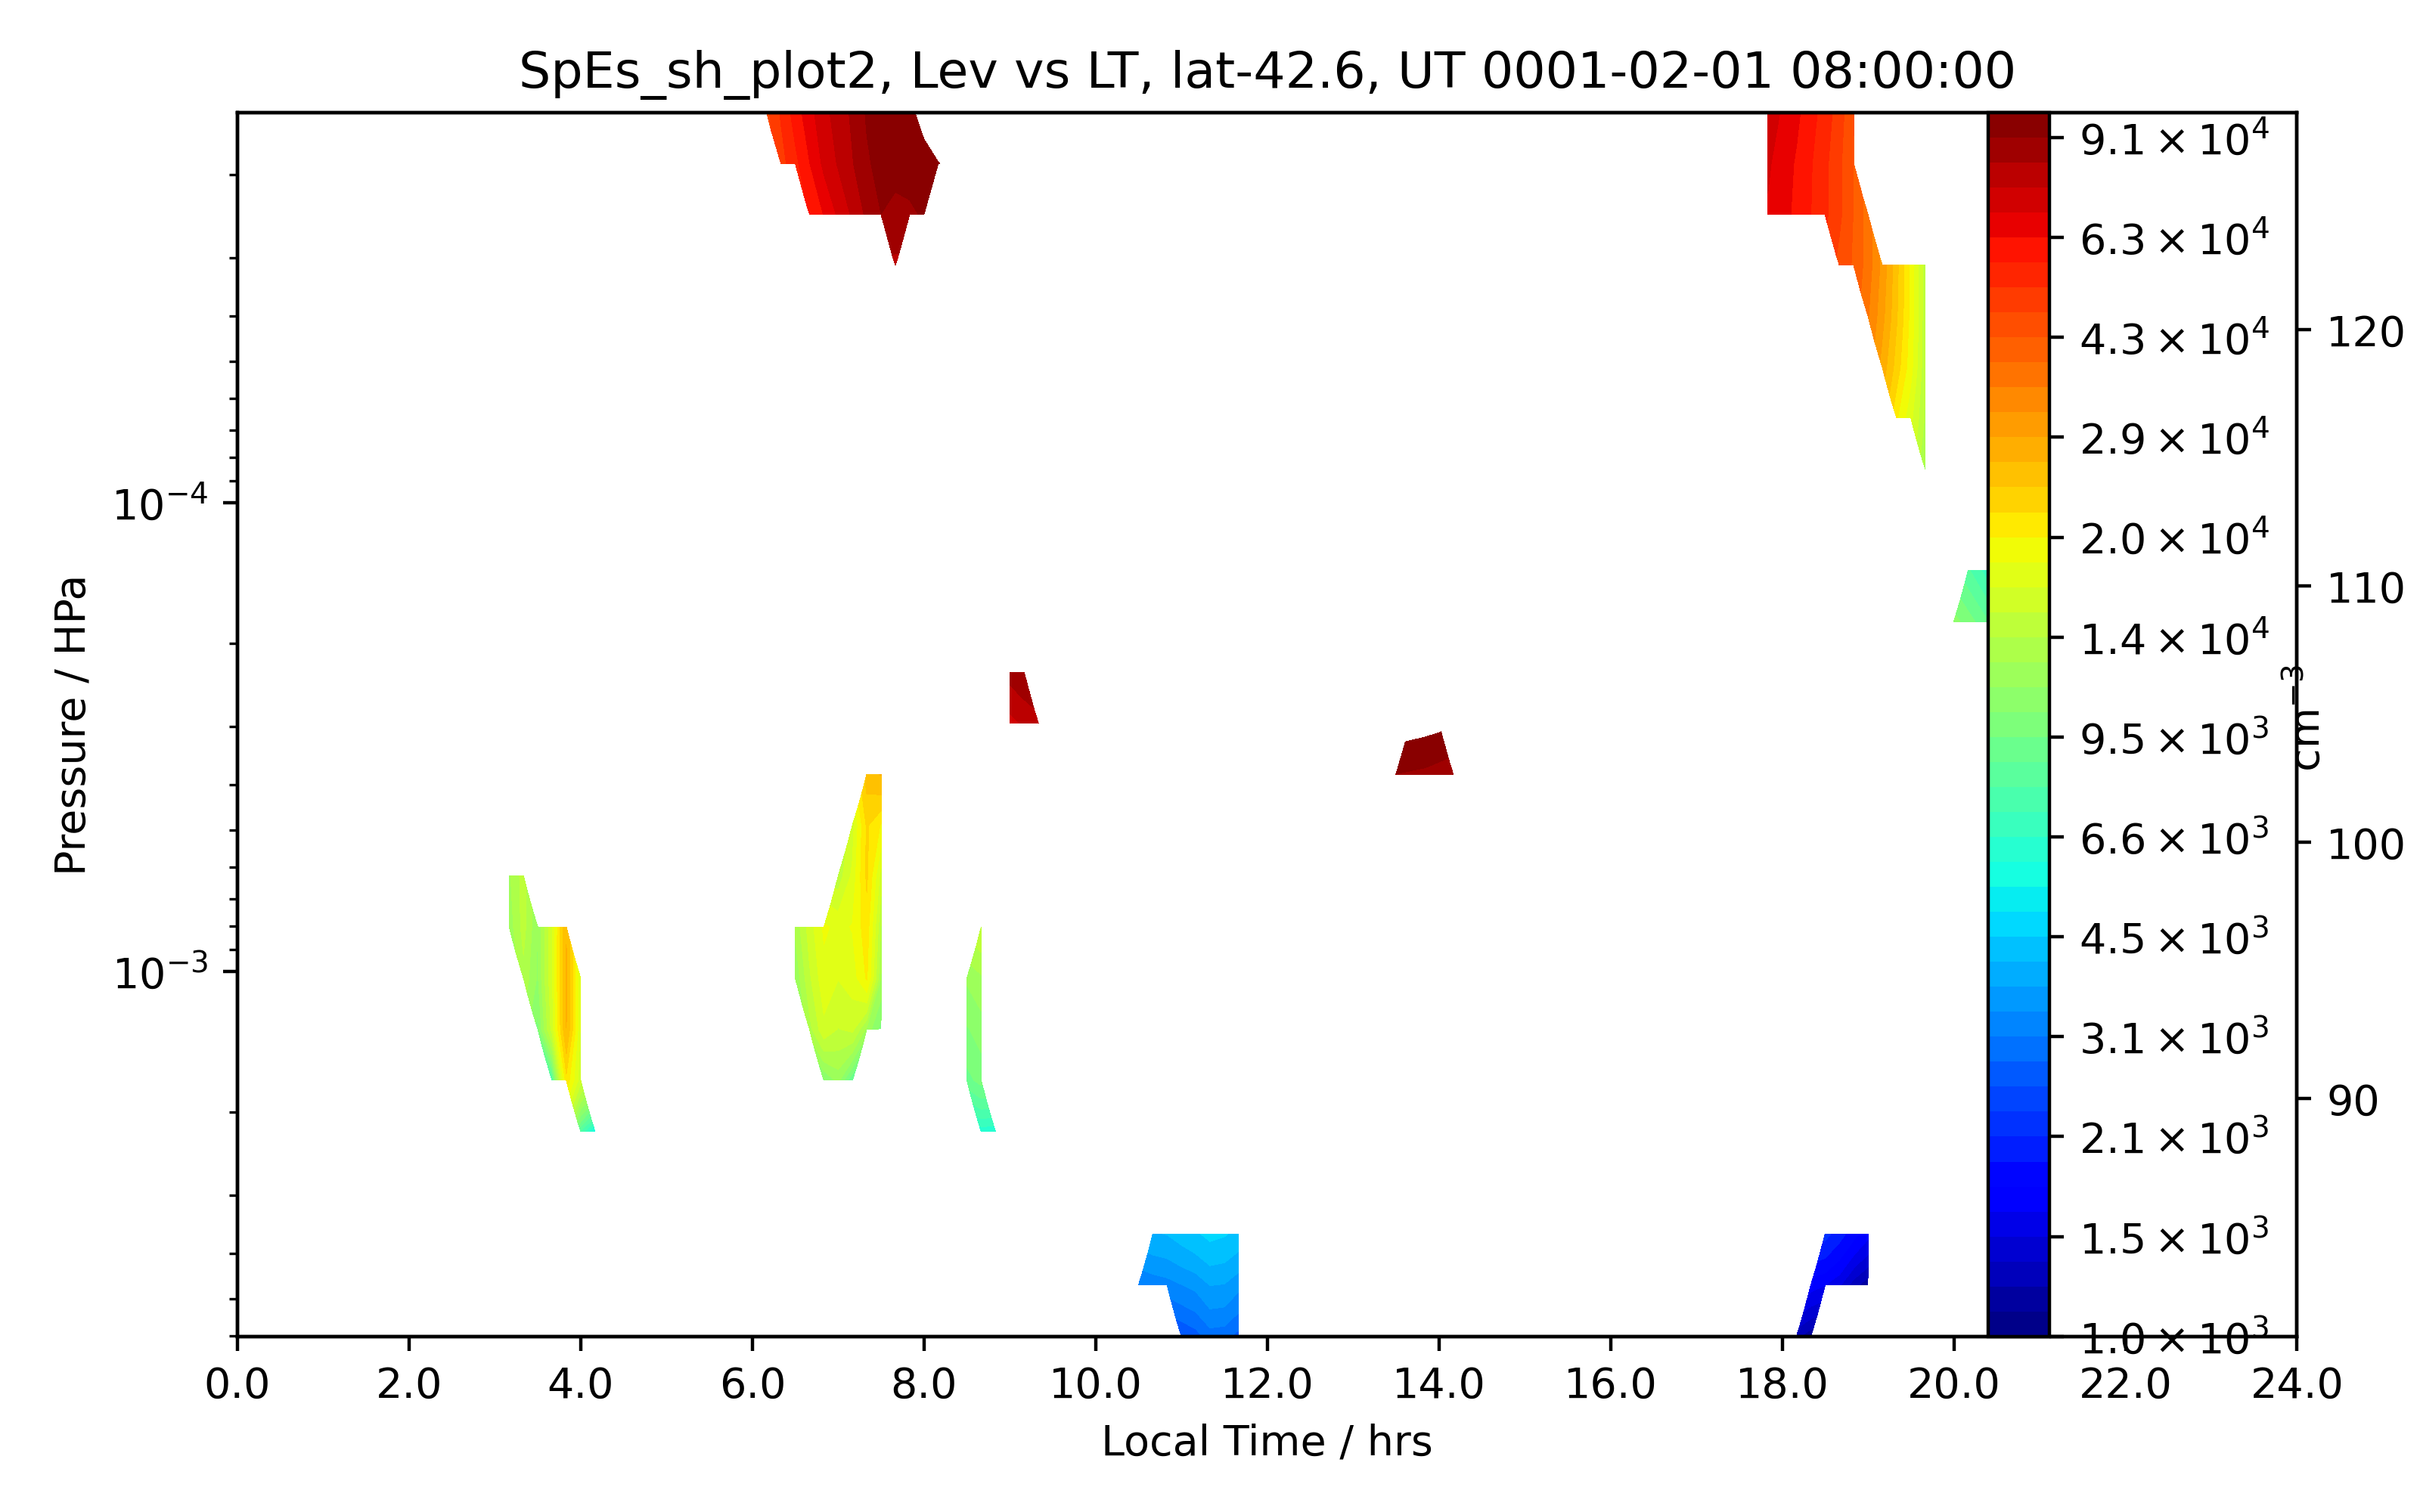 SpEs_sh_plot2, Lev vs LT, lat-42.6, UT 0001-02-01 08:00:00
Pressure / HPa
10⁻⁴
10⁻³
9.1 × 10⁴
6.3 × 10⁴
4.3 × 10⁴
2.9 × 10⁴
2.0 × 10⁴
1.4 × 10⁴
9.5 × 10³
6.6 × 10³
4.5 × 10³
3.1 × 10³
2.1 × 10³
1.5 × 10³
1.0 × 10³
cm⁻³
120
110
100
90
0.0 2.0 4.0 6.0 8.0 10.0 12.0 14.0 16.0 18.0 20.0 22.0 24.0
Local Time / hrs